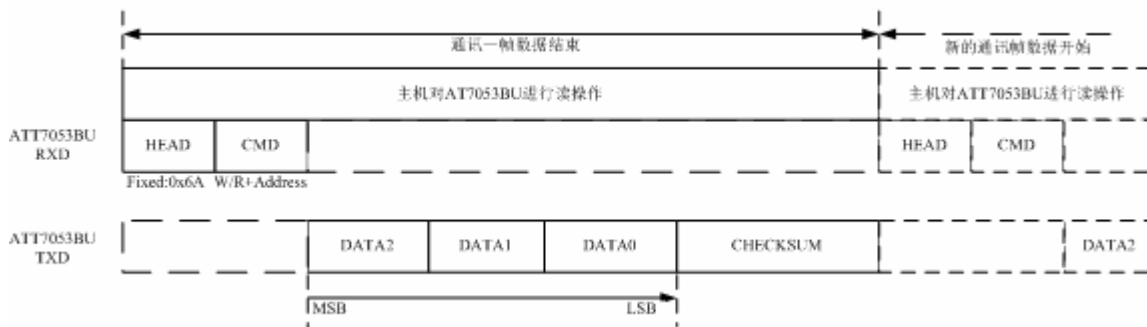 通讯一帧数据结束
新的通讯帧数据开始
主机对AT7053BU进行读操作
主机对ATT7053BU进行读操作
ATT7053BU
RXD
HEAD
CMD
HEAD
CMD
Fixed:0x6A
W/R+Address
ATT7053BU
TXD
DATA2
DATA1
DATA0
CHECKSUM
DATA2
MSB
LSB